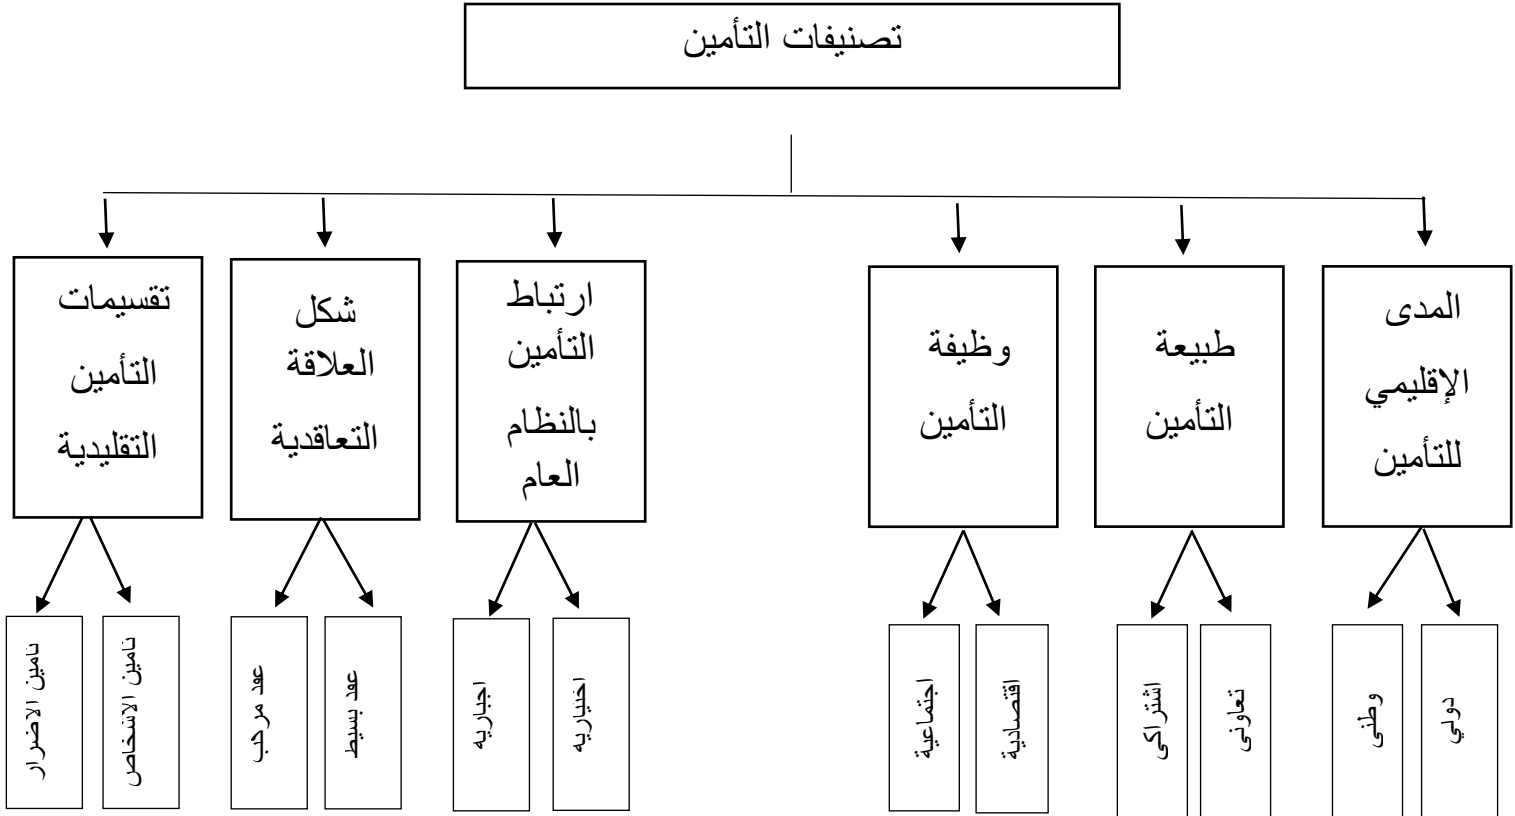 تصنيفات التأمين
المدى
الإقليمي
للتأمين
طبيعة
التأمين
وظيفة
التأمين
ارتباط
التأمين
بالنظام
العام
شكل
العلاقة
التعاقدية
تقسيمات
التأمين
التقليدية
دولي
وطنى
تعاونى
اشتراكى
اقتصادية
اجتماعية
اختياريه
اجباريه
عقد بسيط
عقد مركب
تامين الاشخاص
تامين الاضرار